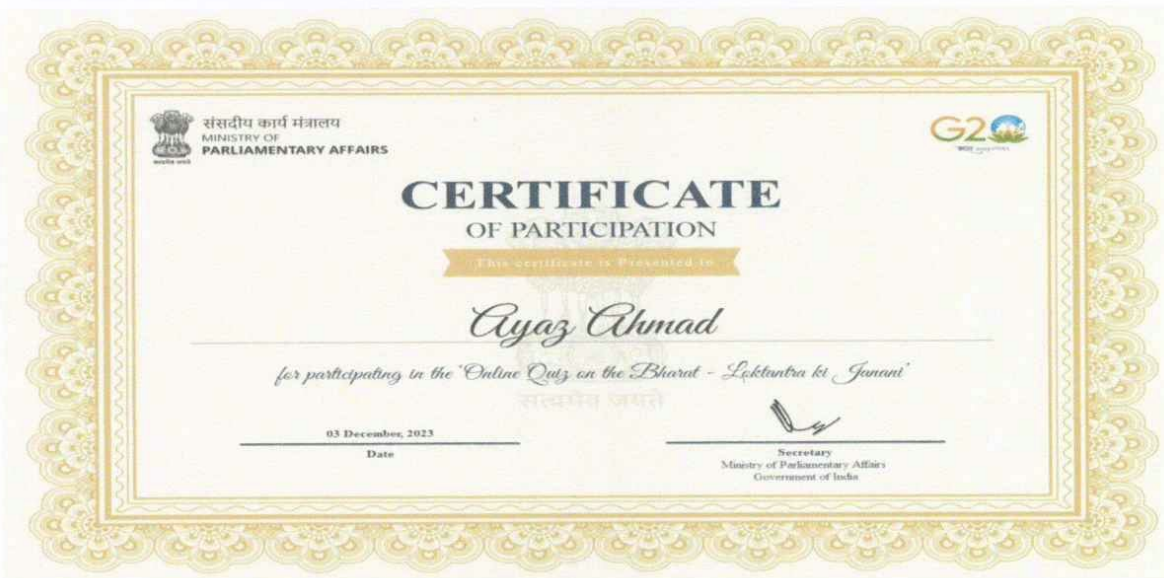 संसदीय कार्य मंत्रालय
MINISTRY OF
PARLIAMENTARY AFFAIRS
G20
भारत
CERTIFICATE
OF PARTICIPATION
This certificate is Presented to
Ayaz Ahmad
for participating in the 'Online Quiz on the Bharat - Loktantra ki Janani'
सत्यमेव जयते
03 December, 2023
Date
Secretary
Ministry of Parliamentary Affairs
Government of India